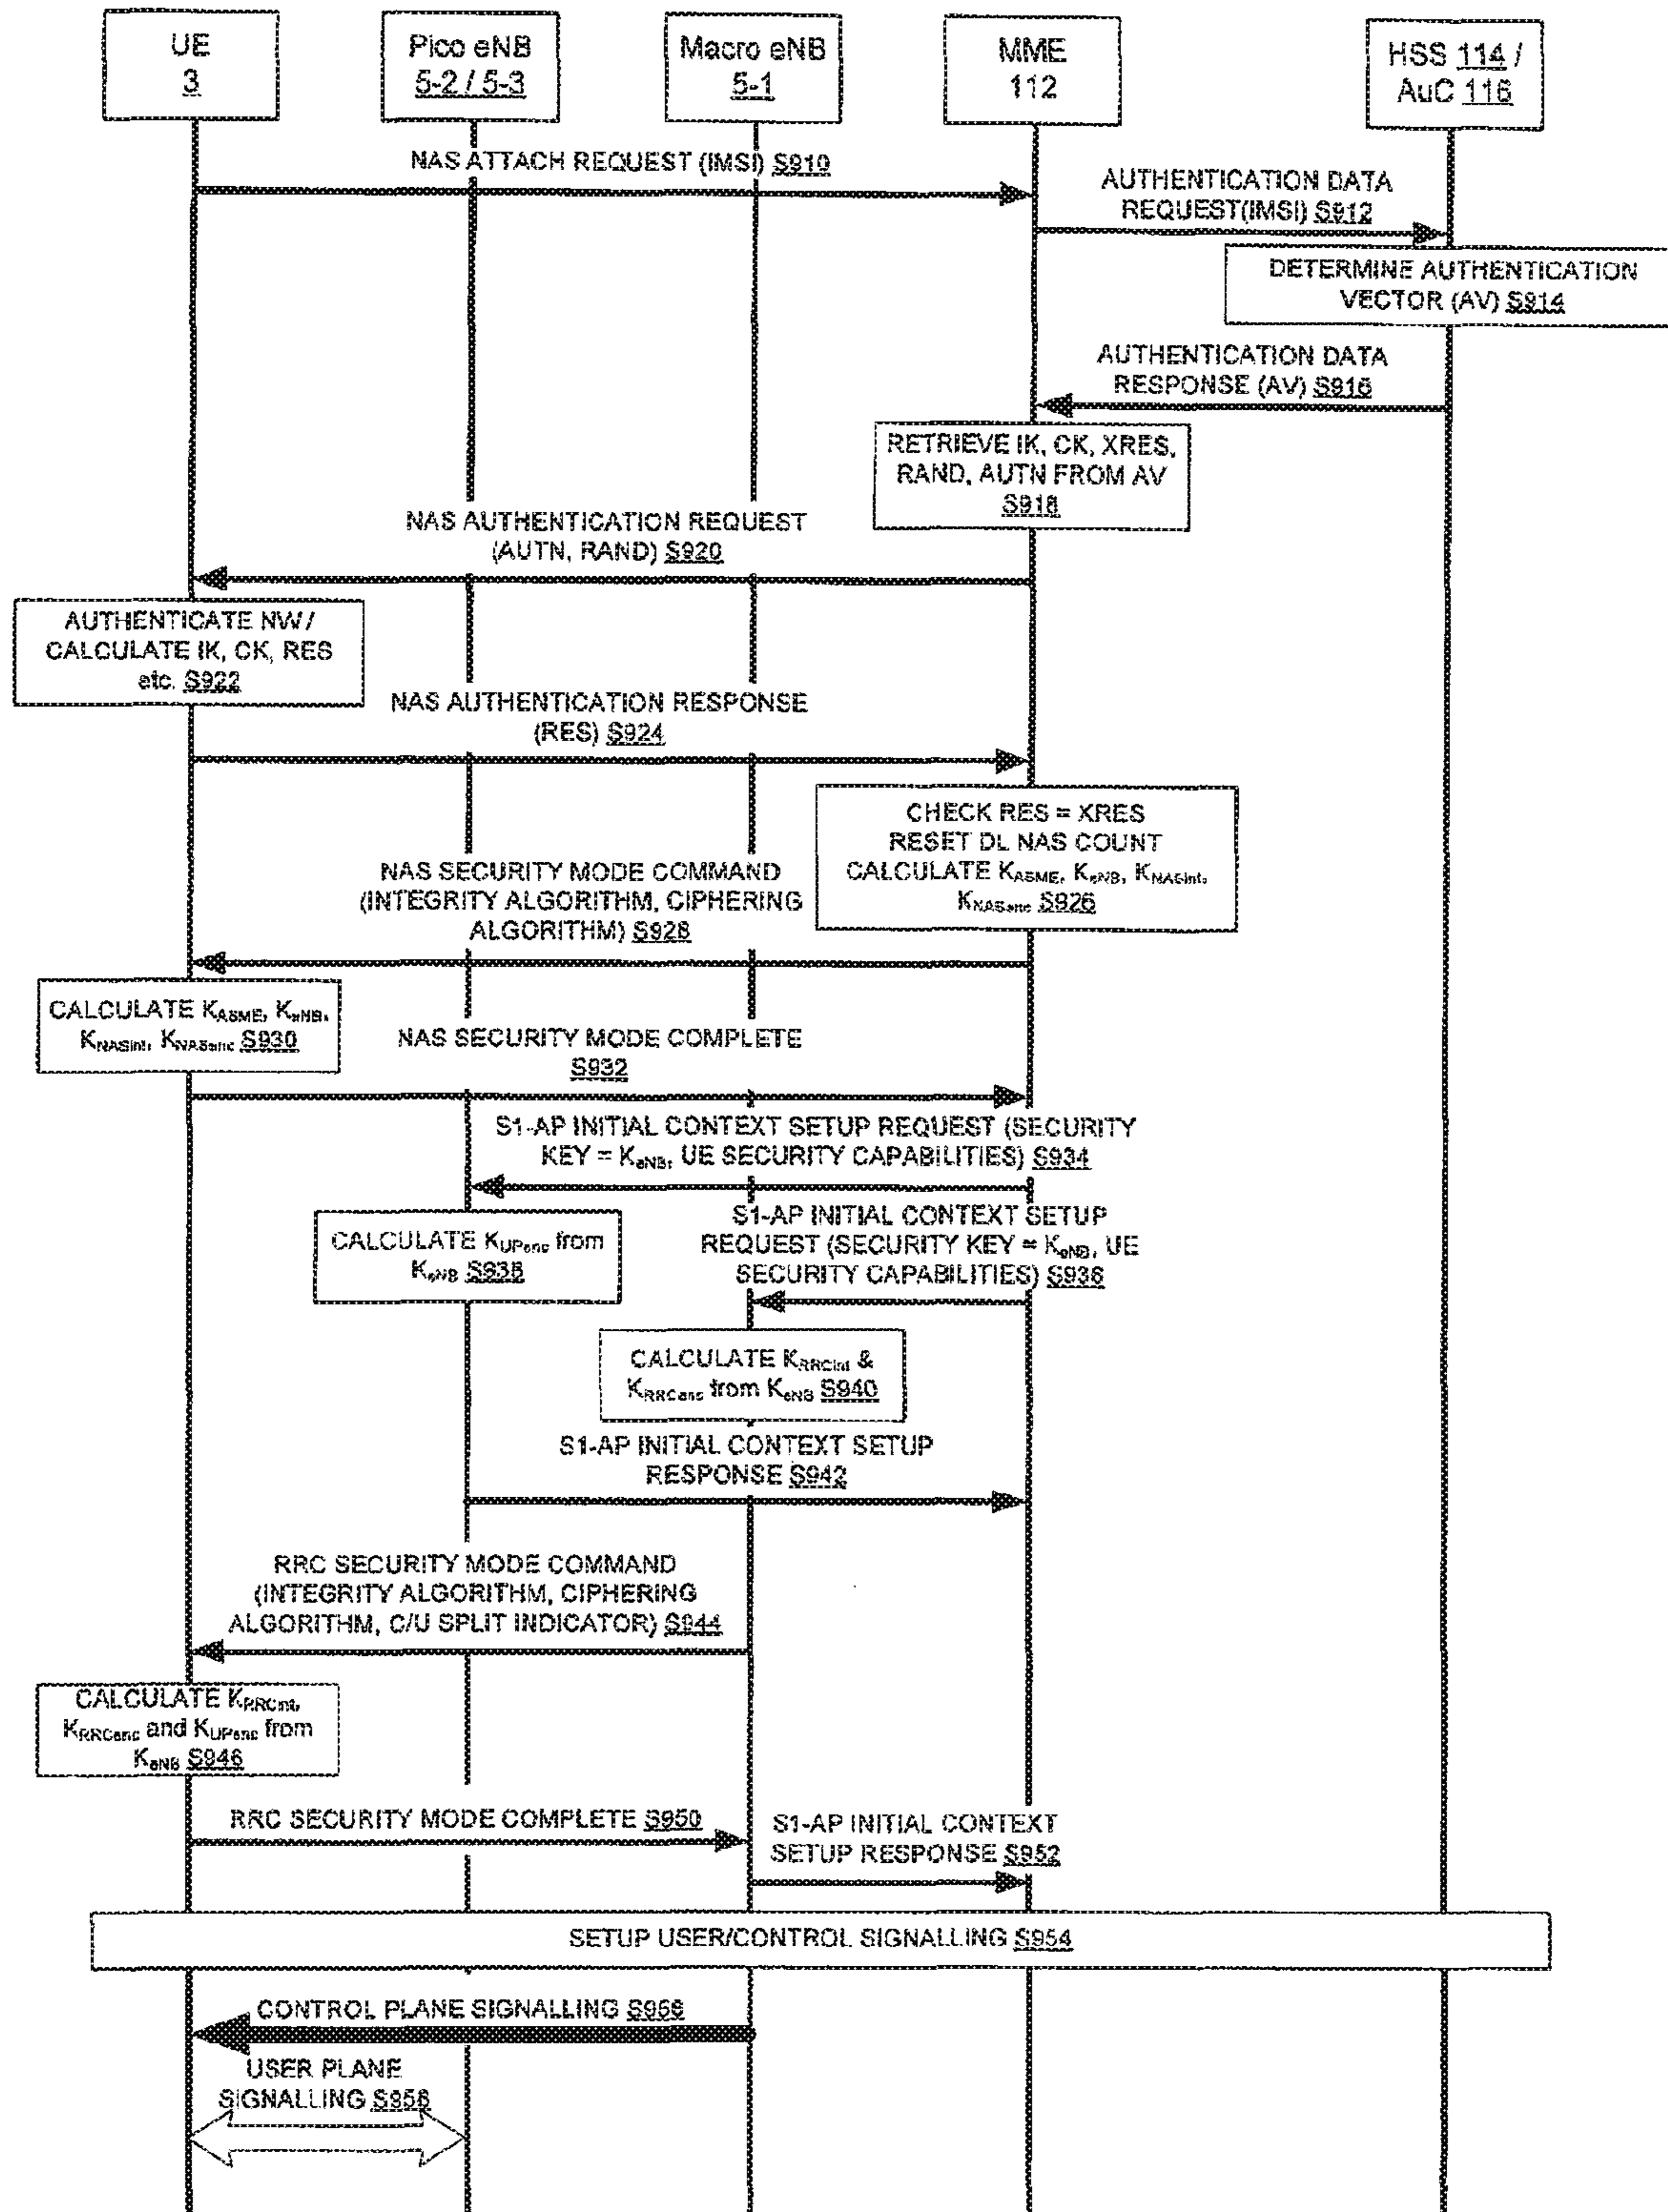 UE
3
Pico eNB
5-2 / 5-3
Macro eNB
5-1
MME
112
HSS 114 /
AuC 116
NAS ATTACH REQUEST (IMSI) S910
AUTHENTICATION DATA
REQUEST(IMSI) S912
DETERMINE AUTHENTICATION
VECTOR (AV) S914
AUTHENTICATION DATA
RESPONSE (AV) S916
RETRIEVE IK, CK, XRES,
RAND, AUTN FROM AV
S918
NAS AUTHENTICATION REQUEST
(AUTN, RAND) S920
AUTHENTICATE NW /
CALCULATE IK, CK, RES
etc. S922
NAS AUTHENTICATION RESPONSE
(RES) S924
CHECK RES = XRES
RESET DL NAS COUNT
CALCULATE KASME, KeNB, KNASint,
KNASenc S926
NAS SECURITY MODE COMMAND
(INTEGRITY ALGORITHM, CIPHERING
ALGORITHM) S928
CALCULATE KASME, KeNB,
KNASint, KNASenc S930
NAS SECURITY MODE COMPLETE
S932
S1-AP INITIAL CONTEXT SETUP REQUEST (SECURITY
KEY = KeNB, UE SECURITY CAPABILITIES) S934
CALCULATE KUPenc from
KeNB S938
S1-AP INITIAL CONTEXT SETUP
REQUEST (SECURITY KEY = KeNB, UE
SECURITY CAPABILITIES) S936
CALCULATE KRRCint &
KRRCenc from KeNB S940
S1-AP INITIAL CONTEXT SETUP
RESPONSE S942
RRC SECURITY MODE COMMAND
(INTEGRITY ALGORITHM, CIPHERING
ALGORITHM, C/U SPLIT INDICATOR) S944
CALCULATE KRRCint,
KRRCenc and KUPenc from
KeNB S946
RRC SECURITY MODE COMPLETE S950
S1-AP INITIAL CONTEXT
SETUP RESPONSE S952
SETUP USER/CONTROL SIGNALLING S954
CONTROL PLANE SIGNALLING S956
USER PLANE
SIGNALLING S958